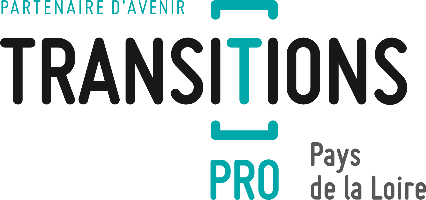 PARTENAIRE D'AVENIR
TRANSITIONS
PRO
Pays
de la Loire